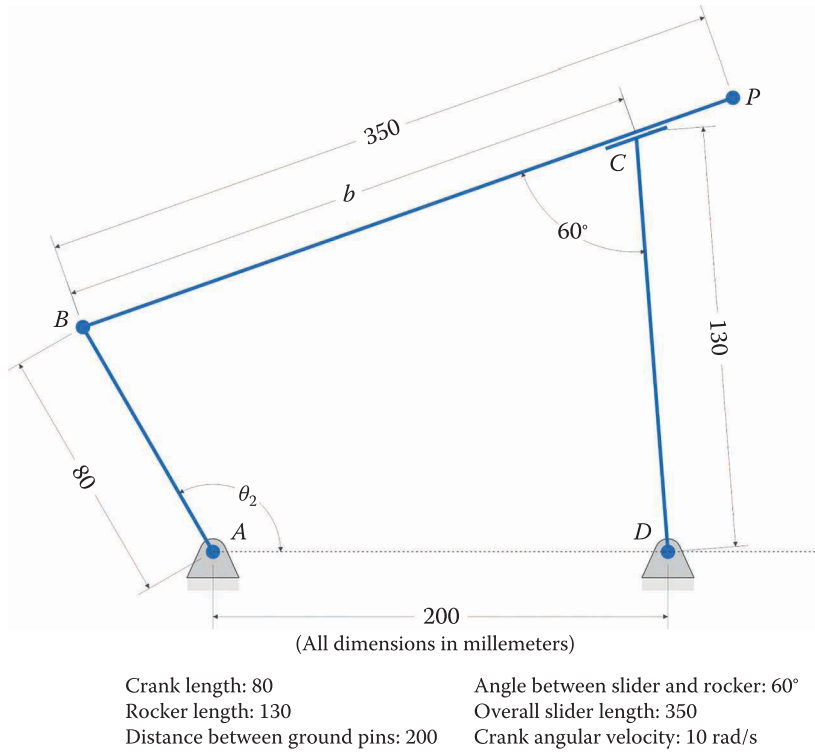 350
P
b
C
60°
B
130
80
θ2
A
D
200
(All dimensions in millemeters)
Crank length: 80
Rocker length: 130
Distance between ground pins: 200
Angle between slider and rocker: 60°
Overall slider length: 350
Crank angular velocity: 10 rad/s